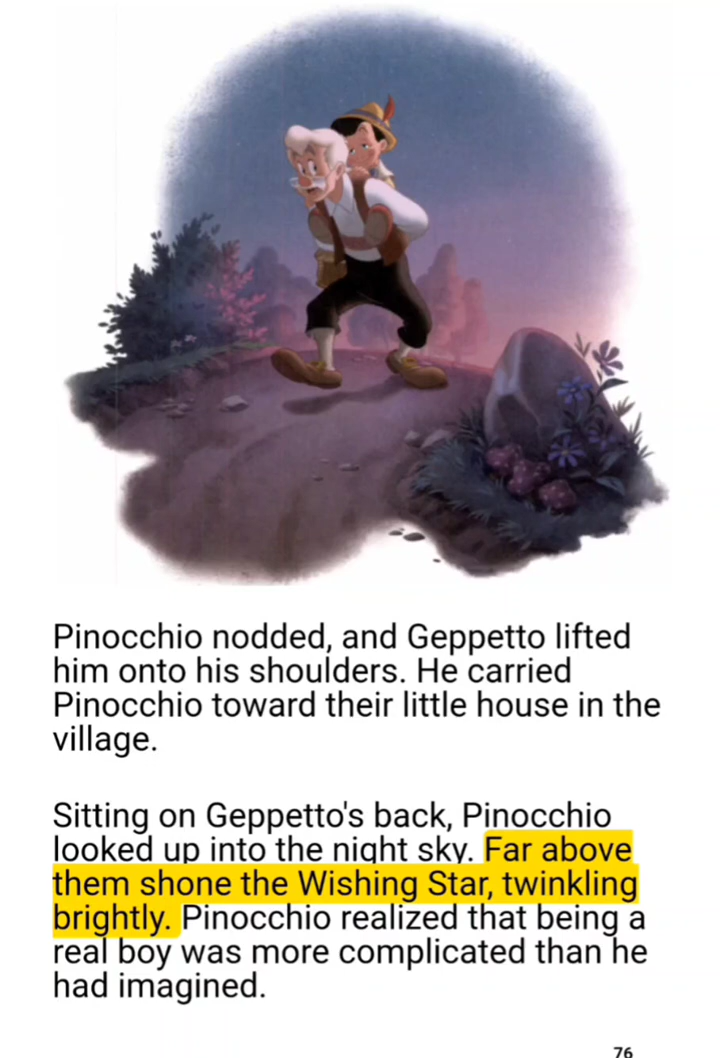 Pinocchio nodded, and Geppetto lifted
him onto his shoulders. He carried
Pinocchio toward their little house in the
village.
Sitting on Geppetto's back, Pinocchio
looked up into the night sky. Far above
them shone the Wishing Star, twinkling
brightly. Pinocchio realized that being a
real boy was more complicated than he
had imagined.
76